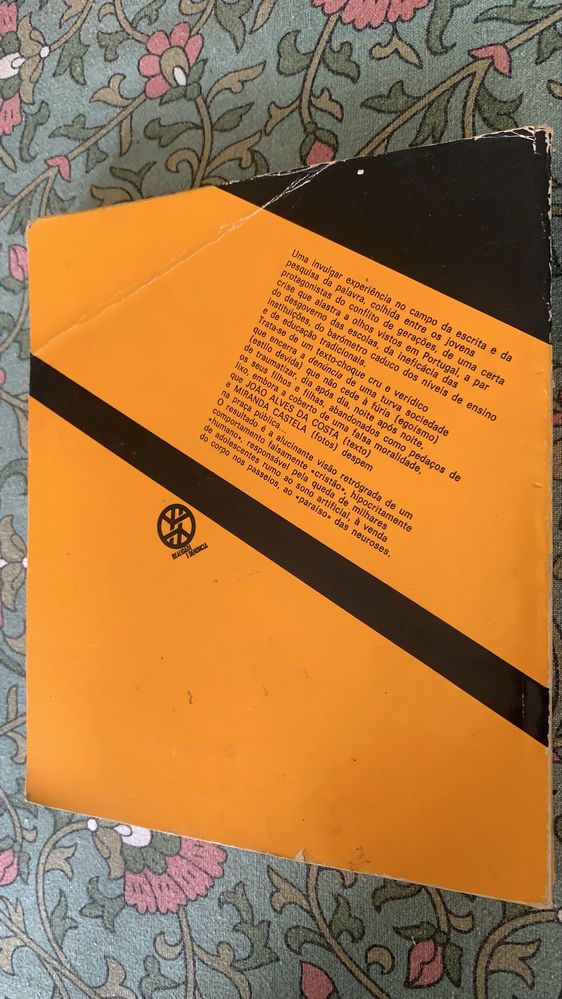 Uma invulgar experiência no campo da escrita e da
pesquisa da palavra, colhida entre os jovens
protagonistas do conflito de gerações, de uma certa
crise que alastra a olhos vistos em Portugal, a par
do desgoverno das escolas, da ineficácia das
instituições, do barómetro caduco dos níveis de ensino
e de educação tradicionais.
Trata-se de um texto-choque cru e verídico
que encerra a denúncia de uma turva sociedade
(estilo devida) que não cede à fúria (egoísmo)
de traumatizar, dia após dia, noite após noite
os seus filhos e filhas, abandonados como pedaços de
lixo, embora a coberto de uma falsa moralidade,
que JOÃO ALVES DA COSTA (texto)
e MIRANDA CASTELA (fotos) despem
na praça pública.
O resultado é a alucinante visão retrógrada de um
comportamento falsamente «cristão», hipocritamente
«humano», responsável pela queda de milhares
de adolescentes rumo ao sono artificial, à venda
do corpo nos passeios, ao «paraíso» das neuroses.